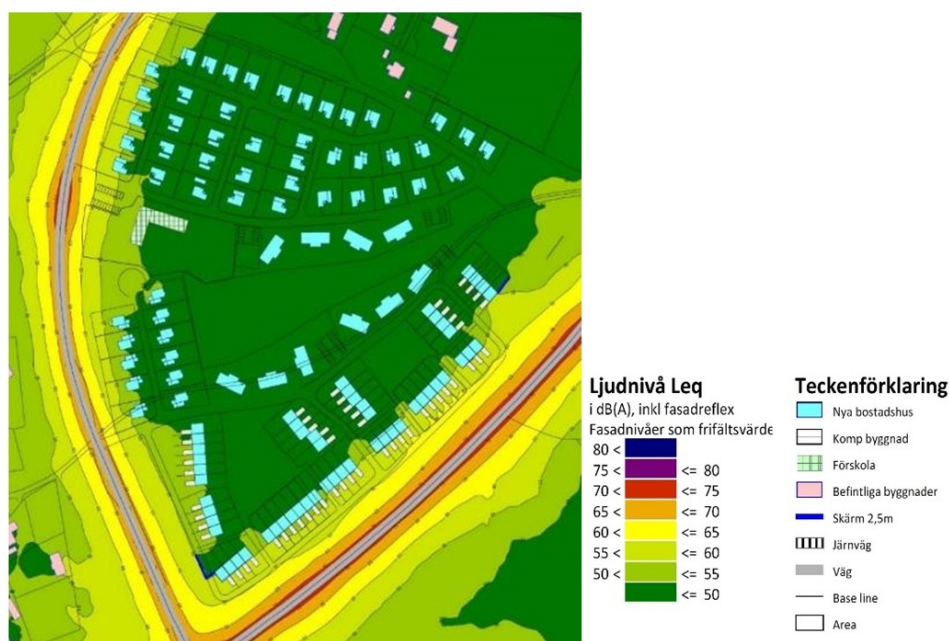 Ljudnivå Leq
i dB(A), inkl fasadreflex
Fasadnivåer som frifältsvärde
80 <
75 < <= 80
70 < <= 75
65 < <= 70
60 < <= 65
55 < <= 60
50 < <= 55
<= 50
Teckenförklaring
Nya bostadshus
Komp byggnad
Förskola
Befintliga byggnader
Skärm 2,5m
Järnväg
Väg
Base line
Area